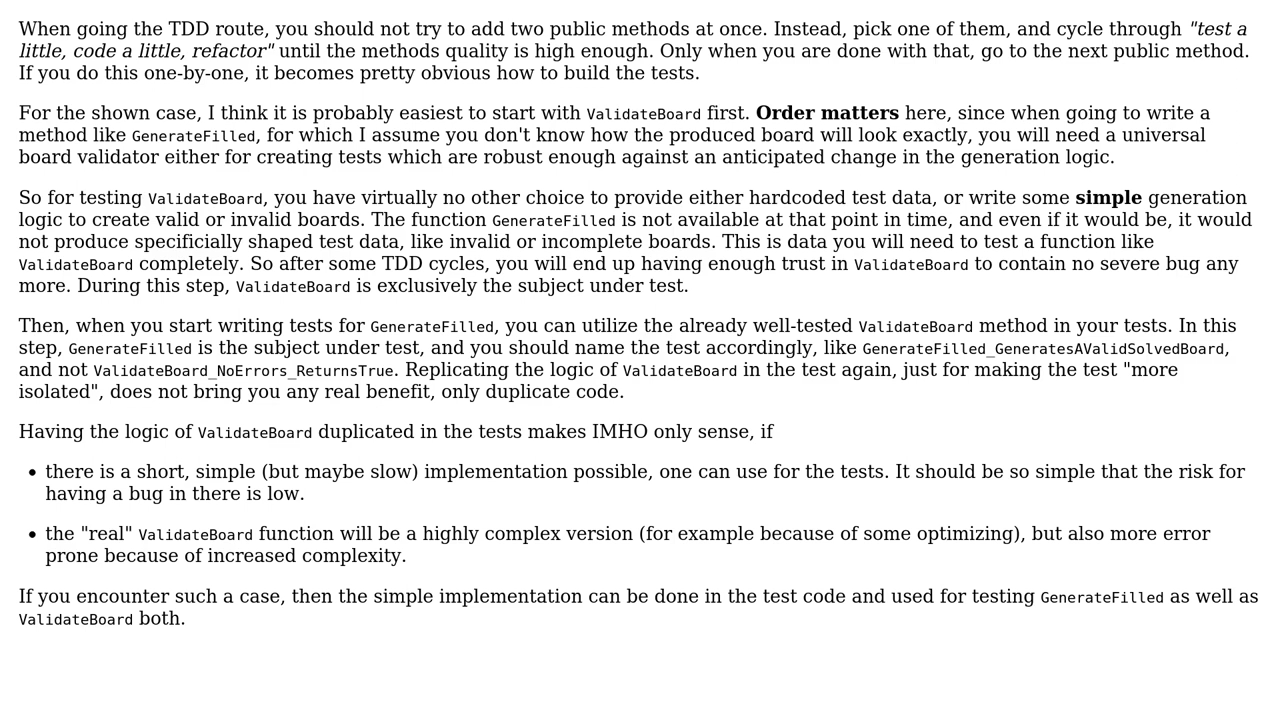 When going the TDD route, you should not try to add two public methods at once. Instead, pick one of them, and cycle through "test a
little, code a little, refactor" until the methods quality is high enough. Only when you are done with that, go to the next public method.
If you do this one-by-one, it becomes pretty obvious how to build the tests.
For the shown case, I think it is probably easiest to start with ValidateBoard first. Order matters here, since when going to write a
method like GenerateFilled, for which I assume you don't know how the produced board will look exactly, you will need a universal
board validator either for creating tests which are robust enough against an anticipated change in the generation logic.
So for testing ValidateBoard, you have virtually no other choice to provide either hardcoded test data, or write some simple generation
logic to create valid or invalid boards. The function GenerateFilled is not available at that point in time, and even if it would be, it would
not produce specificially shaped test data, like invalid or incomplete boards. This is data you will need to test a function like
ValidateBoard completely. So after some TDD cycles, you will end up having enough trust in ValidateBoard to contain no severe bug any
more. During this step, ValidateBoard is exclusively the subject under test.
Then, when you start writing tests for GenerateFilled, you can utilize the already well-tested ValidateBoard method in your tests. In this
step, GenerateFilled is the subject under test, and you should name the test accordingly, like GenerateFilled_GeneratesAValidSolvedBoard,
and not ValidateBoard_NoErrors_ReturnsTrue. Replicating the logic of ValidateBoard in the test again, just for making the test "more
isolated", does not bring you any real benefit, only duplicate code.
Having the logic of ValidateBoard duplicated in the tests makes IMHO only sense, if
• there is a short, simple (but maybe slow) implementation possible, one can use for the tests. It should be so simple that the risk for
having a bug in there is low.
• the "real" ValidateBoard function will be a highly complex version (for example because of some optimizing), but also more error
prone because of increased complexity.
If you encounter such a case, then the simple implementation can be done in the test code and used for testing GenerateFilled as well as
ValidateBoard both.